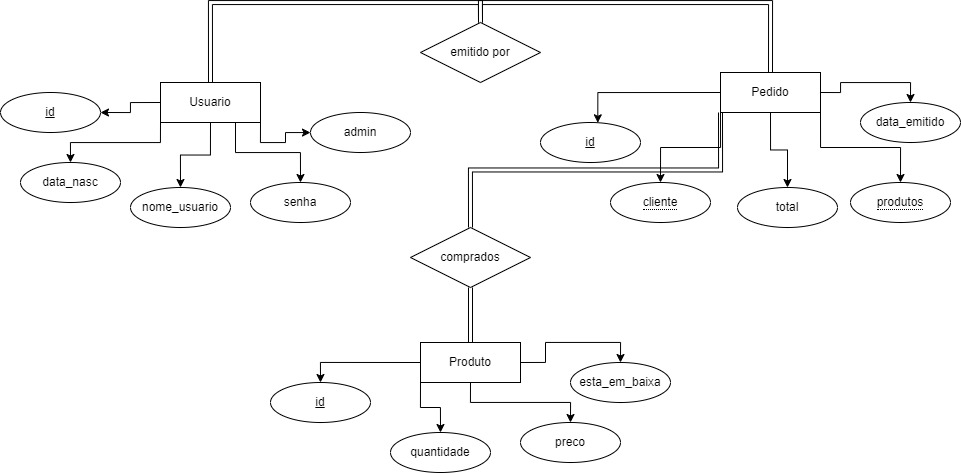 emitido por
Usuario
Pedido
id
admin
data_emitido
id
data_nasc
nome_usuario
senha
cliente
total
produtos
comprados
Produto
esta_em_baixa
id
quantidade
preco